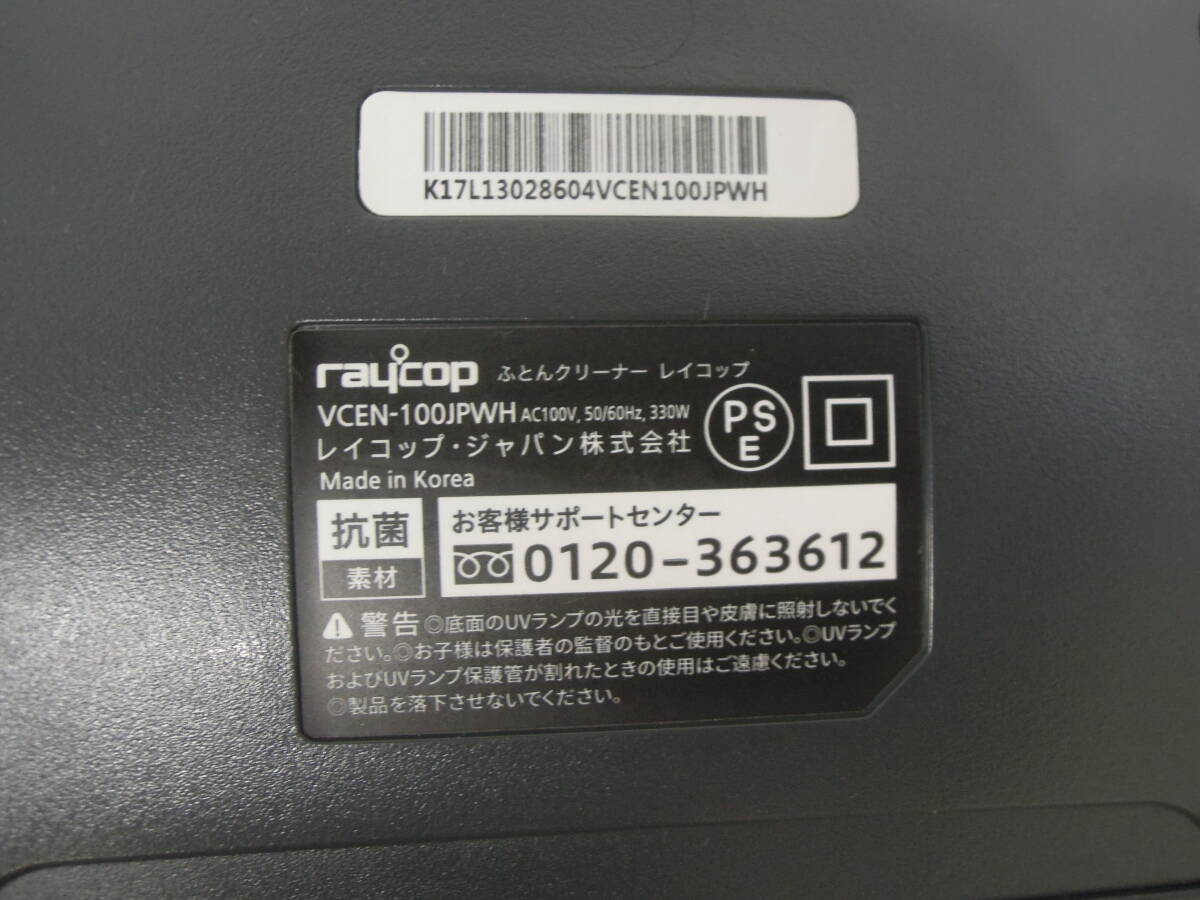 K17L13028604VCEN100JPWH
raycop ふとんクリーナー レイコップ
VCEN-100JPWH AC100V, 50/60Hz, 330W
レイコップ・ジャパン株式会社
PS
E
Made in Korea
抗菌
素材
お客様サポートセンター
0120-363612
警告 ◎底面のUVランプの光を直接目や皮膚に照射しないでく
ださい。◎お子様は保護者の監督のもとご使用ください。◎UVランプ
およびUVランプ保護管が割れたときの使用はご遠慮ください。
◎製品を落下させないでください。